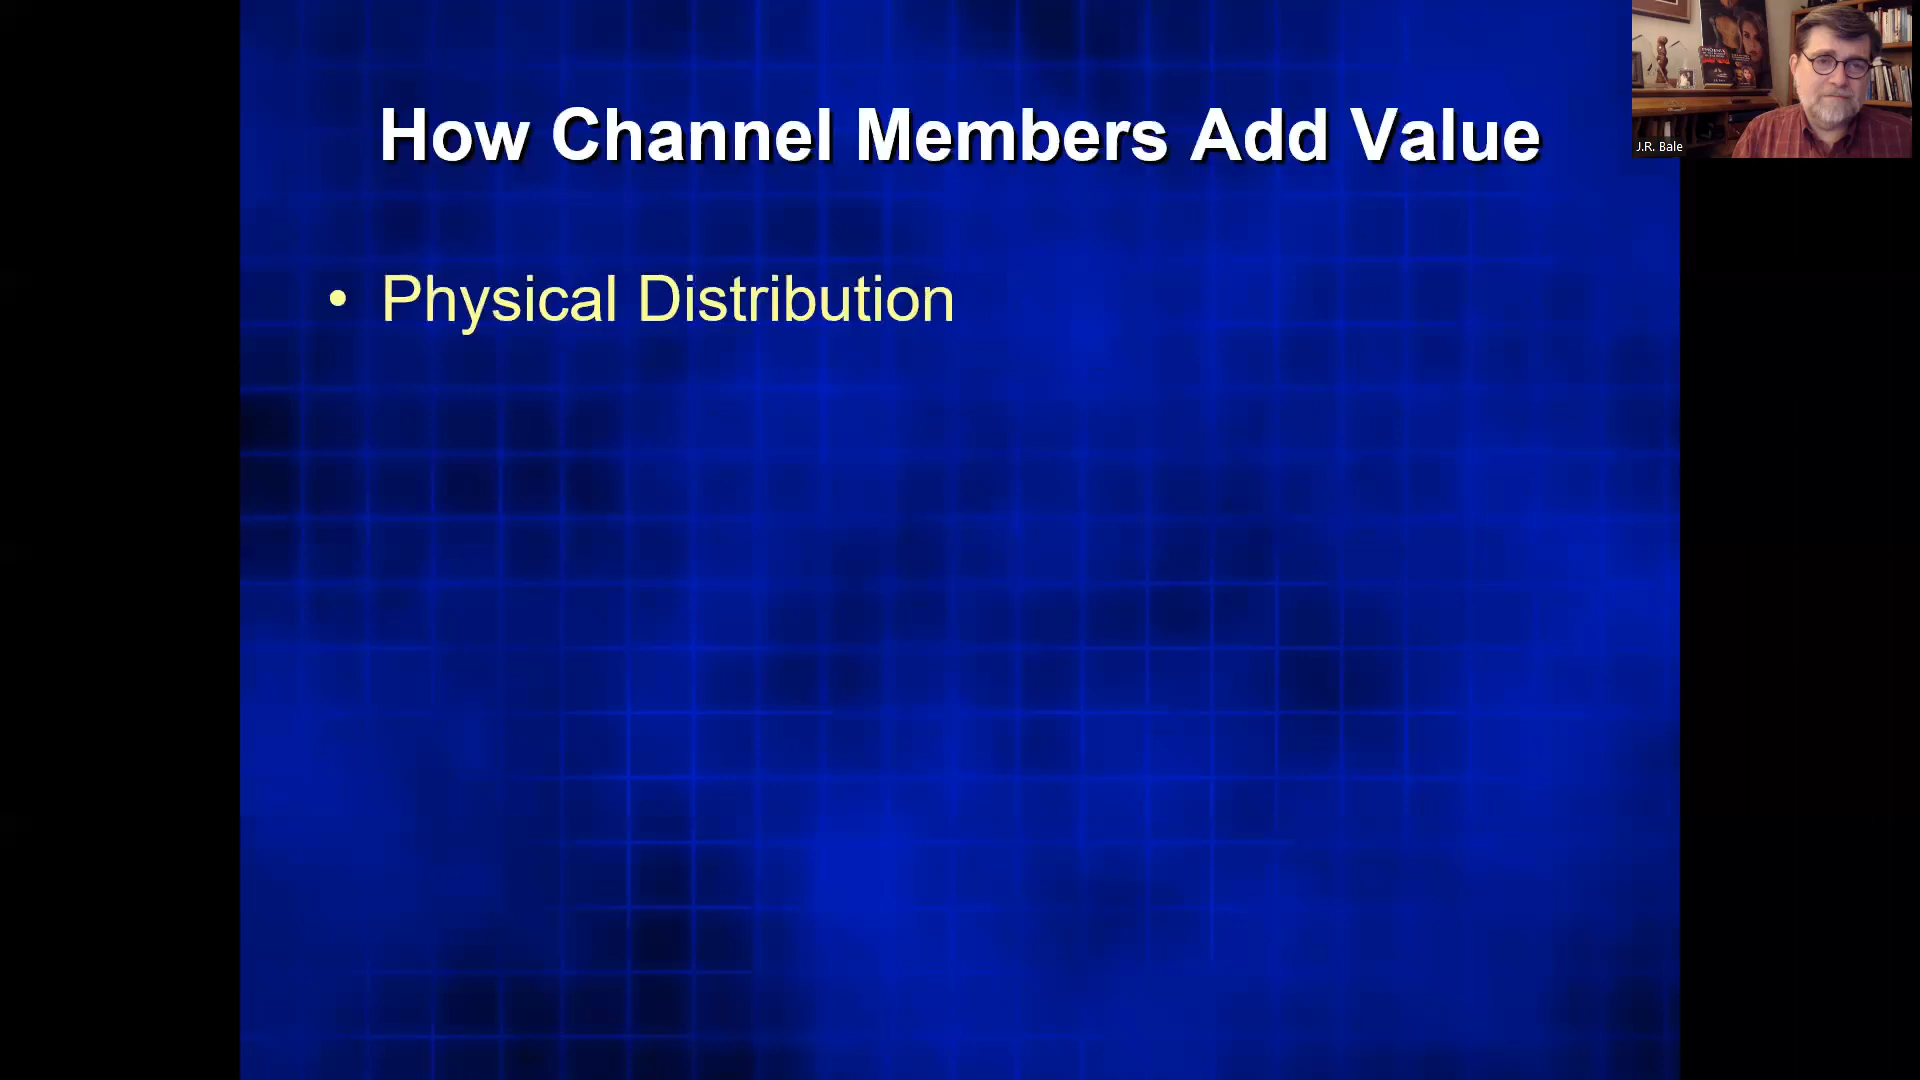 How Channel Members Add Value
• Physical Distribution
J.R. Bale